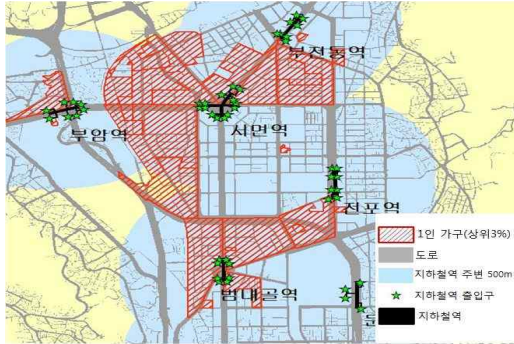 부전동역
부암역
서면역
전포역
범내골역
1인 가구(상위3%)
도로
지하철역 주변 500m
지하철역 출입구
지하철역